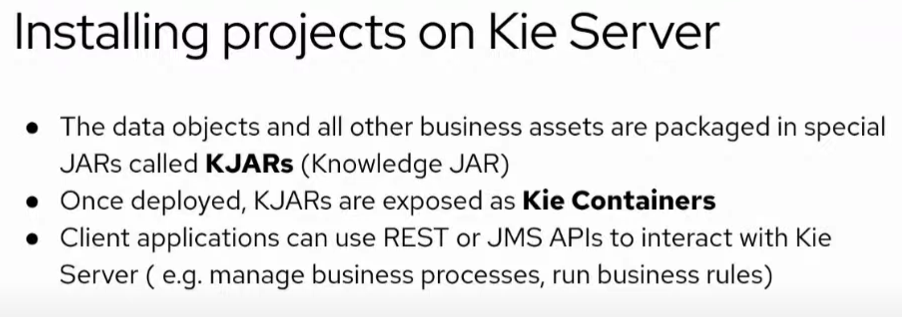 Installing projects on Kie Server
● The data objects and all other business assets are packaged in special
JARs called KJARs (Knowledge JAR)
● Once deployed, KJARs are exposed as Kie Containers
● Client applications can use REST or JMS APIs to interact with Kie
Server ( e.g. manage business processes, run business rules)